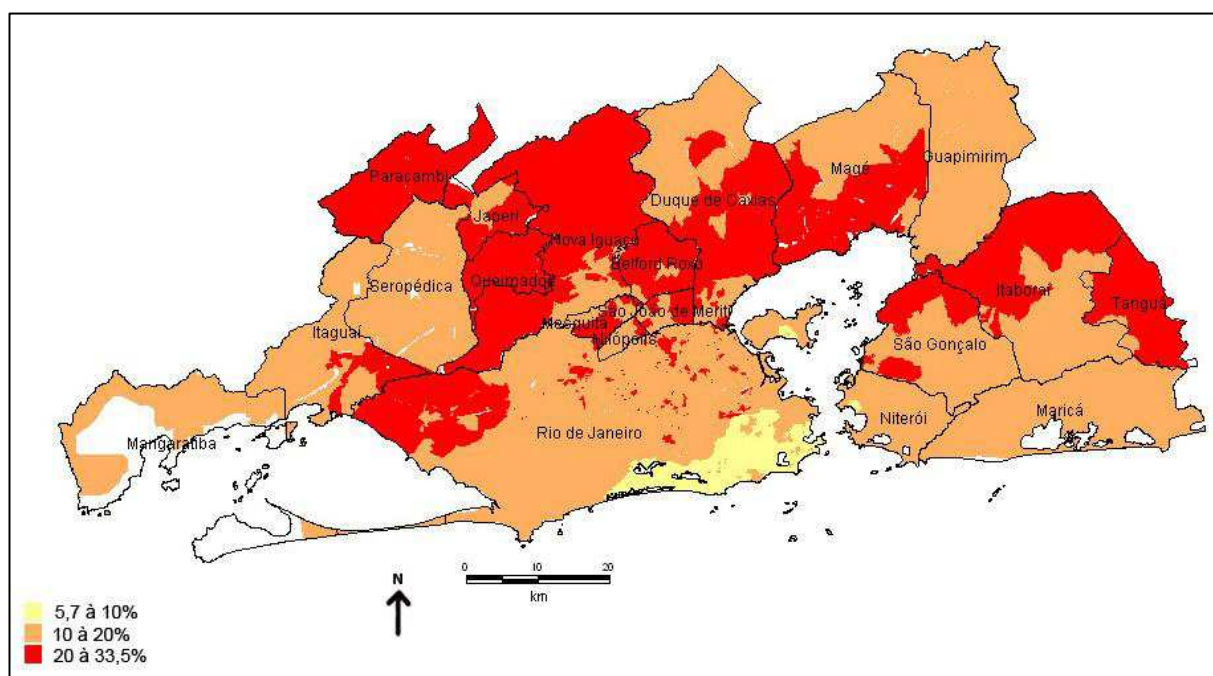 Guapimirim
Magé
Paracambi
Duque de Caxias
Japeri
Nova Iguaçu
Belford Roxo
Queimados
Seropédica
Itaboraí
Tanguá
São João de Meriti
Mesquita
Nilópolis
Itaguaí
São Gonçalo
Niterói
Maricá
Rio de Janeiro
Mangaratiba
N
0 10 20
km
5,7 à 10%
10 à 20%
20 à 33,5%